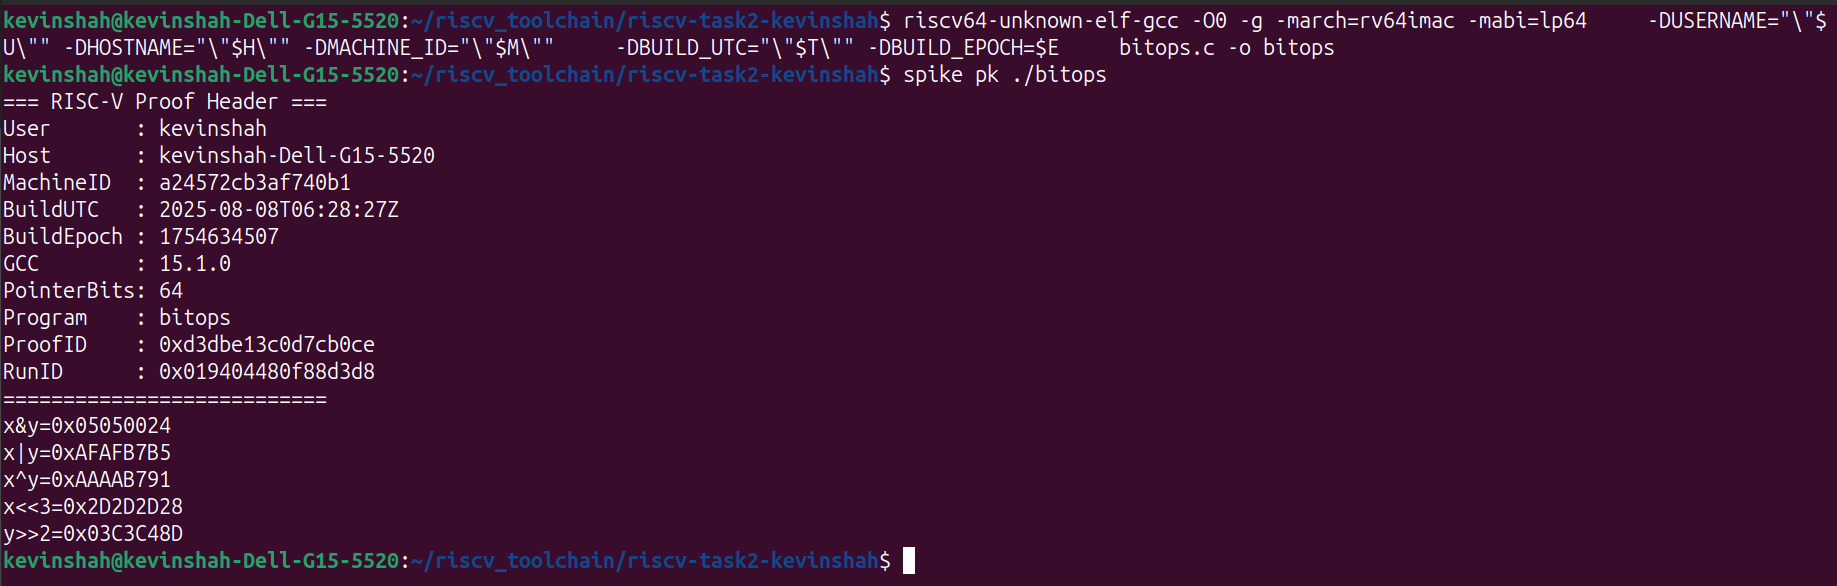 kevinshah@kevinshah-Dell-G15-5520:~/riscv_toolchain/riscv-task2-kevinshah$ riscv64-unknown-elf-gcc -O0 -g -march=rv64imac -mabi=lp64     -DUSERNAME="\"$
U\"" -DHOSTNAME="\"$H\"" -DMACHINE_ID="\"$M\""     -DBUILD_UTC="\"$T\"" -DBUILD_EPOCH=$E     bitops.c -o bitops
kevinshah@kevinshah-Dell-G15-5520:~/riscv_toolchain/riscv-task2-kevinshah$ spike pk ./bitops
=== RISC-V Proof Header ===
User       : kevinshah
Host       : kevinshah-Dell-G15-5520
MachineID  : a24572cb3af740b1
BuildUTC   : 2025-08-08T06:28:27Z
BuildEpoch : 1754634507
GCC        : 15.1.0
PointerBits: 64
Program    : bitops
ProofID    : 0xd3dbe13c0d7cb0ce
RunID      : 0x019404480f88d3d8
===========================
x&y=0x05050024
x|y=0xAFAFB7B5
x^y=0xAAAAB791
x<<3=0x2D2D2D28
y>>2=0x03C3C48D
kevinshah@kevinshah-Dell-G15-5520:~/riscv_toolchain/riscv-task2-kevinshah$